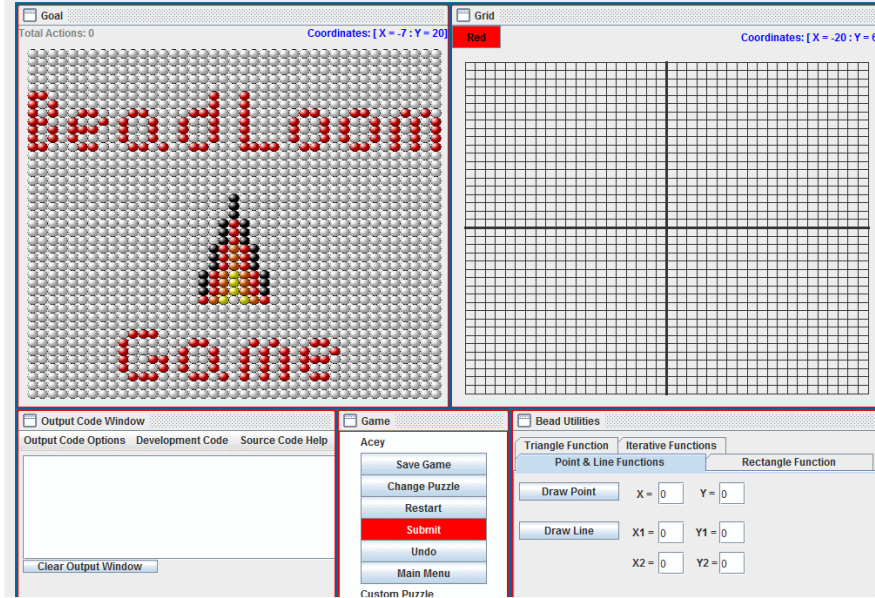 Goal
Total Actions: 0 Coordinates: [ X = -7 : Y = 20]
BeadLoom
Game
Grid
Red Coordinates: [ X = -20 : Y = 6
Output Code Window
Output Code Options Development Code Source Code Help
Clear Output Window
Game
Acey
Save Game
Change Puzzle
Restart
Submit
Undo
Main Menu
Custom Puzzle
Bead Utilities
Triangle Function Iterative Functions
Point & Line Functions Rectangle Function
Draw Point X = 0 Y = 0
Draw Line X1 = 0 Y1 = 0
X2 = 0 Y2 = 0